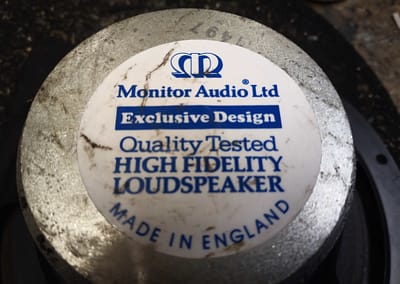 Monitor Audio® Ltd
Exclusive Design
Quality Tested
HIGH FIDELITY
LOUDSPEAKER
MADE IN ENGLAND